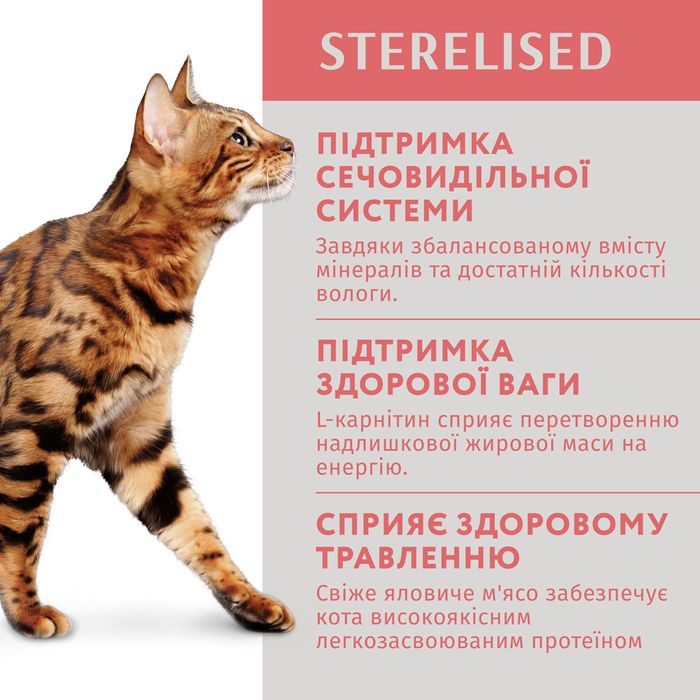 STERELISED
ПІДТРИМКА
СЕЧОВИДІЛЬНОЇ
СИСТЕМИ
Завдяки збалансованому вмісту
мінералів та достатній кількості
вологи.
ПІДТРИМКА
ЗДОРОВОЇ ВАГИ
L-карнітин сприяє перетворенню
надлишкової жирової маси на
енергію.
СПРИЯЄ ЗДОРОВОМУ
ТРАВЛЕННЮ
Свіже яловиче м'ясо забезпечує
кота високоякісним
легкозасвоюваним протеїном